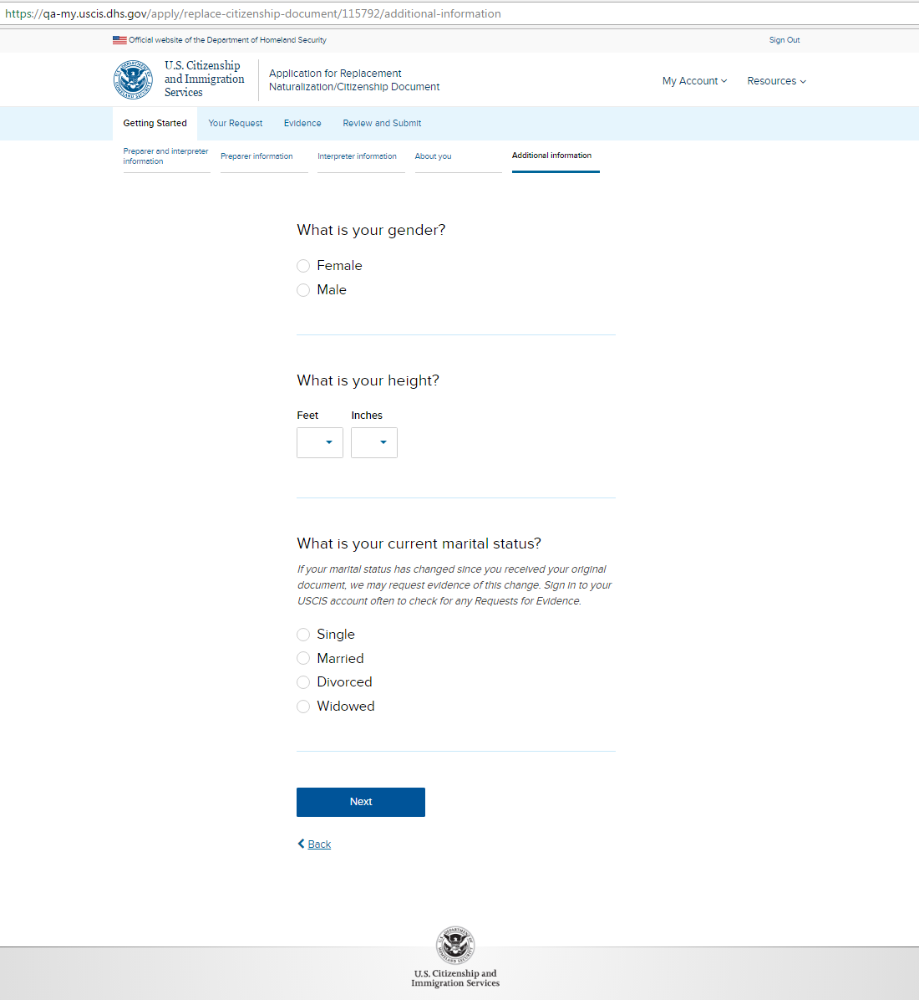 https://qa-my.uscis.dhs.gov/apply/replace-citizenship-document/115792/additional-information
Official website of the Department of Homeland Security
Sign Out
U.S. Citizenship
and Immigration
Services
Application for Replacement
Naturalization/Citizenship Document
My Account
Resources
Getting Started
Your Request
Evidence
Review and Submit
Preparer and interpreter
information
Preparer information
Interpreter information
About you
Additional information
What is your gender?
Female
Male
What is your height?
Feet
Inches
What is your current marital status?
If your marital status has changed since you received your original
document, we may request evidence of this change. Sign in to your
USCIS account often to check for any Requests for Evidence.
Single
Married
Divorced
Widowed
Next
Back
U.S. Citizenship and
Immigration Services